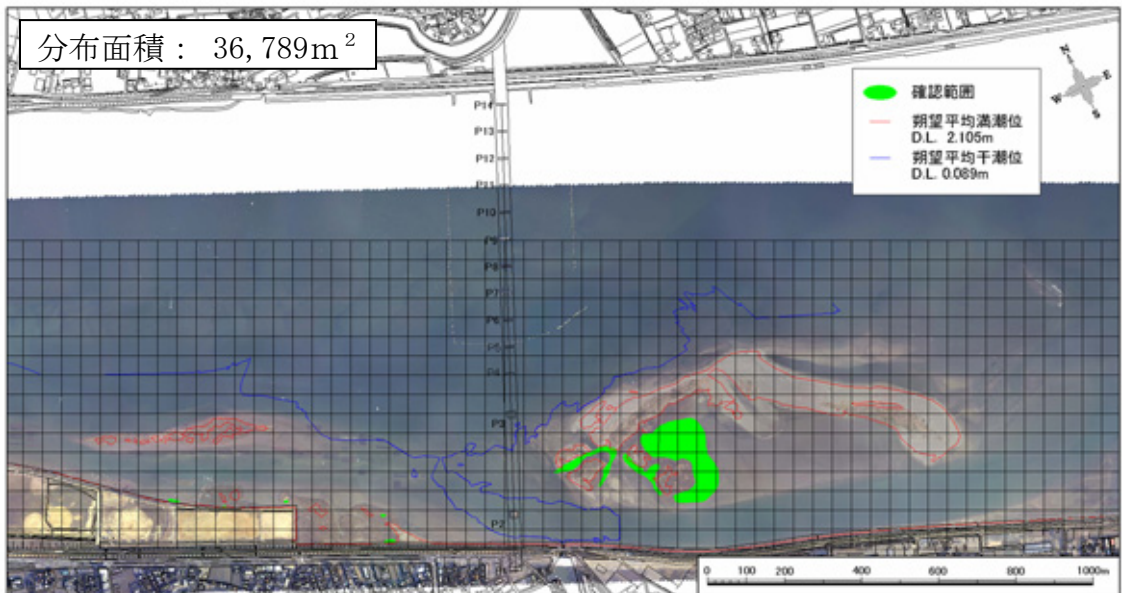 分布面積： 36,789m²
N
E
W
S
確認範囲
朔望平均満潮位
D.L. 2.105m
朔望平均干潮位
D.L. 0.089m
P14
P13
P12
P11
P10
P9
P8
P7
P6
P5
P4
P3
P2
0 100 200 400 600 800 1000m